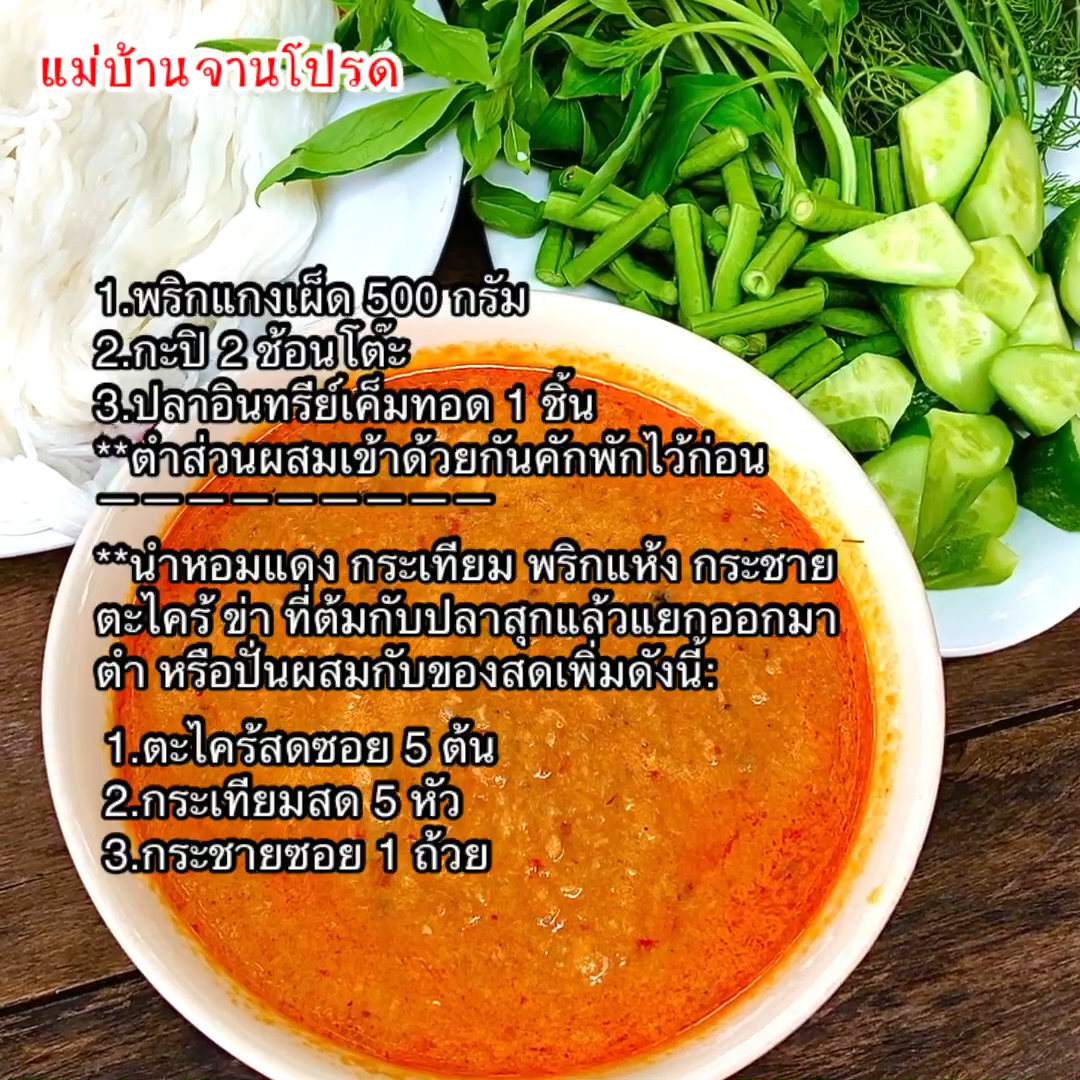 แม่บ้าน จานโปรด
1.พริกแกงเผ็ด 500 กรัม
2.กะปิ 2 ช้อนโต๊ะ
3.ปลาอินทรีย์เค็มทอด 1 ชิ้น
**ตำส่วนผสมเข้าด้วยกันคักพักไว้ก่อน
— — — — — — — — —
**นำหอมแดง กระเทียม พริกแห้ง กระชาย
ตะไคร้ ข่า ที่ต้มกับปลาสุกแล้วแยกออกมา
ตำ หรือปั่นผสมกับของสดเพิ่มดังนี้:
1.ตะไคร้สดซอย 5 ต้น
2.กระเทียมสด 5 หัว
3.กระชายซอย 1 ถ้วย